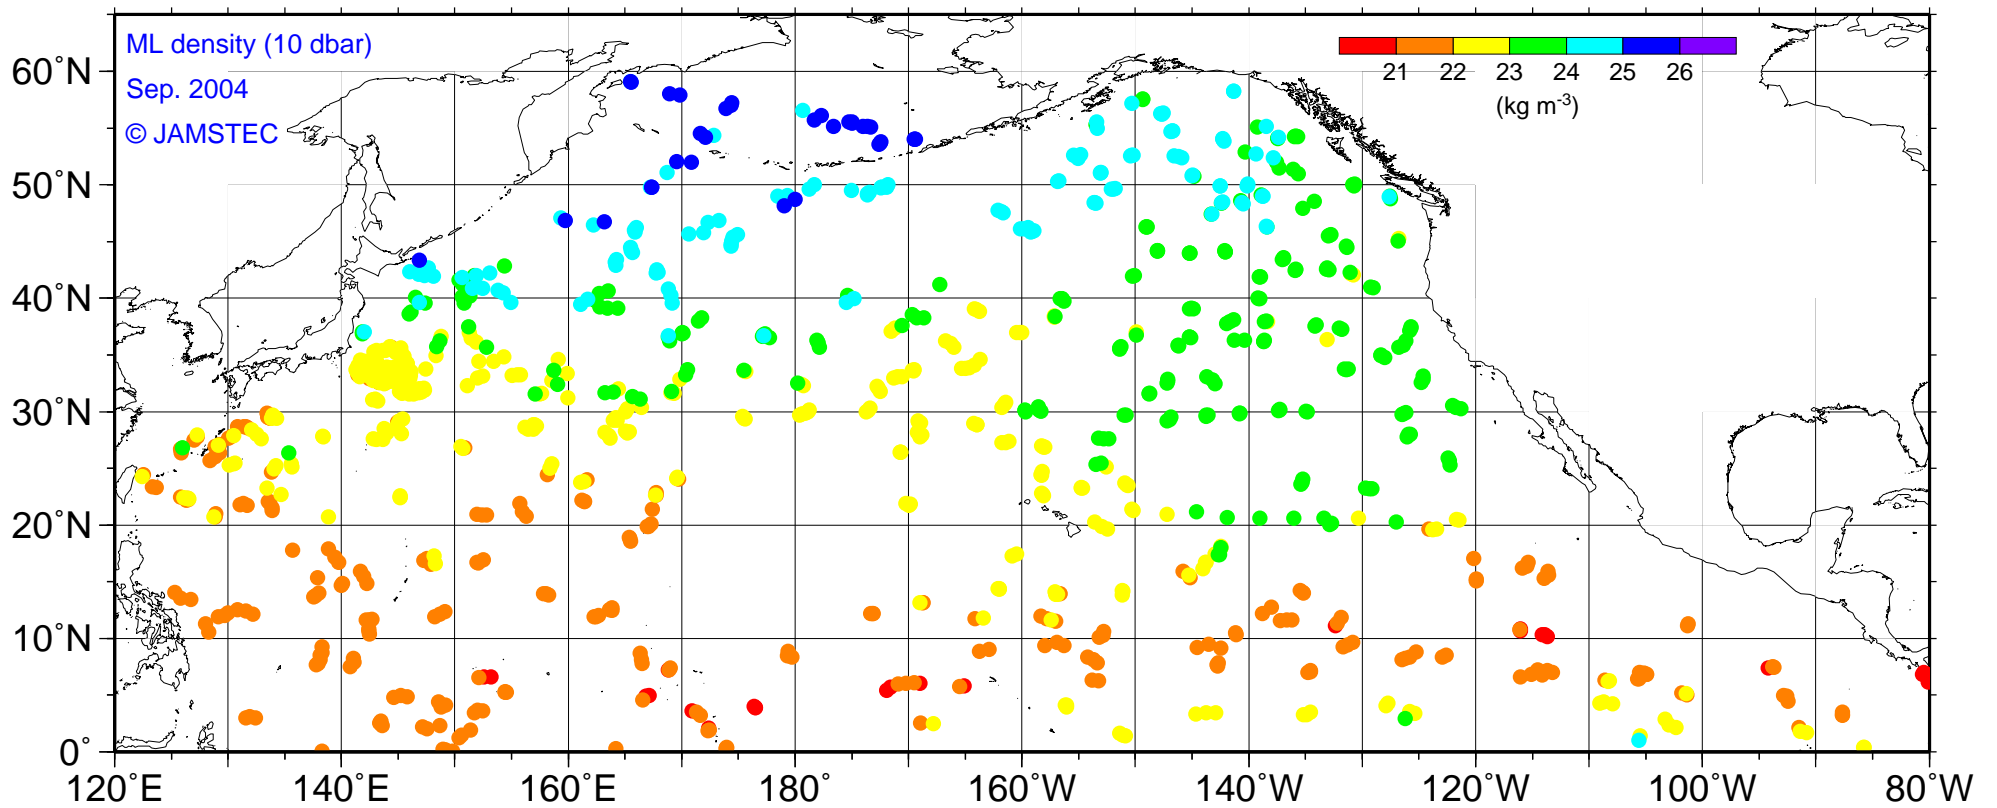 ML density (10 dbar)
Sep. 2004
© JAMSTEC
21 22 23 24 25 26
(kg m⁻³)
60˚N
50˚N
40˚N
30˚N
20˚N
10˚N
0˚
120˚E 140˚E 160˚E 180˚ 160˚W 140˚W 120˚W 100˚W 80˚W